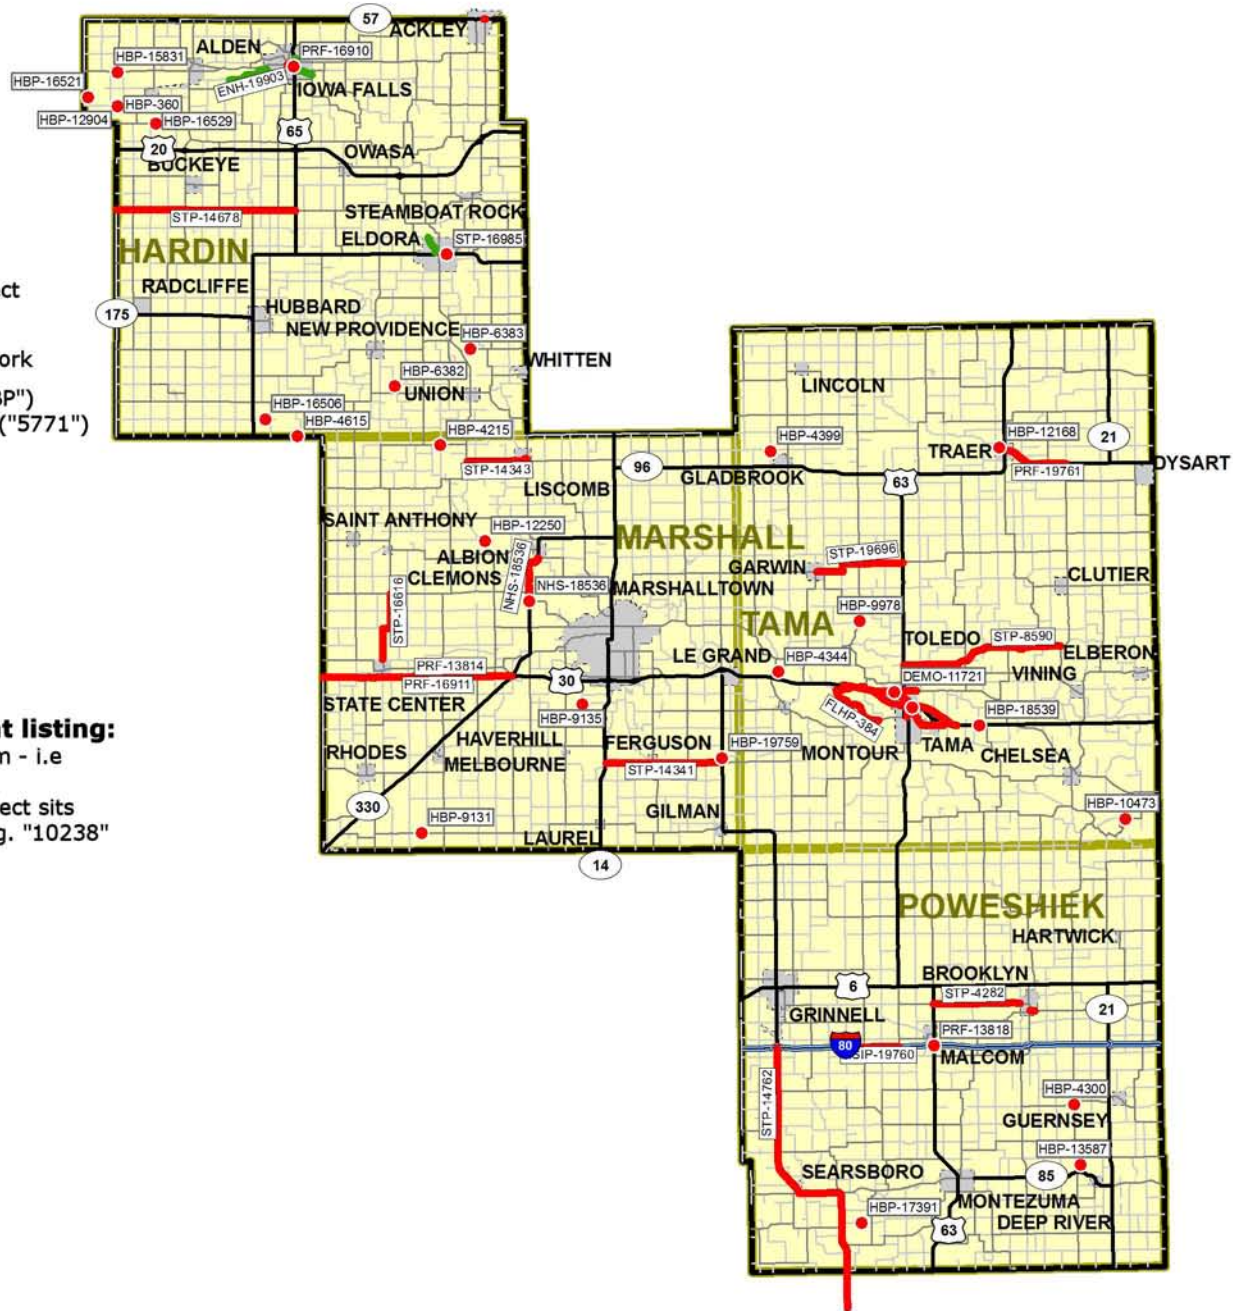 57
ACKLEY
ALDEN
PRF-16910
HBP-15831
HBP-16521
ENH-19903
IOWA FALLS
HBP-360
HBP-12904
HBP-16529
65
20
BUCKEYE
OWASA
STP-14678
STEAMBOAT ROCK
ELDORA
STP-16985
HARDIN
RADCLIFFE
ct
175
HUBBARD
NEW PROVIDENCE
HBP-6383
ork
WHITTEN
HBP-6382
UNION
P")
("5771")
HBP-16506
HBP-4615
HBP-4215
LINCOLN
HBP-4399
HBP-12168
21
TRAER
PRF-19761
DYSART
STP-14343
96
GLADBROOK
63
LISCOMB
SAINT ANTHONY
HBP-12250
MARSHALL
ALBION
CLEMONS
NHS-18536
NHS-18536
MARSHALLTOWN
GARWIN
STP-19696
CLUTIER
STP-16616
HBP-9978
TAMA
TOLEDO
STP-8590
ELBERON
LE GRAND
HBP-4344
DEMO-11721
VINING
PRF-13814
PRF-16911
30
STATE CENTER
HBP-9135
FLHP-384
HBP-18539
nt listing:
m - i.e
ect sits
g. "10238"
RHODES
HAVERHILL
MELBOURNE
FERGUSON
HBP-19759
MONTOUR
TAMA
CHELSEA
STP-14341
330
GILMAN
HBP-10473
HBP-9131
LAUREL
14
POWESHIEK
HARTWICK
BROOKLYN
6
STP-4282
GRINNELL
21
PRF-13818
80
SIP-19760
MALCOM
STP-14762
HBP-4300
GUERNSEY
HBP-13587
SEARSBORO
85
MONTEZUMA
HBP-17391
DEEP RIVER
63